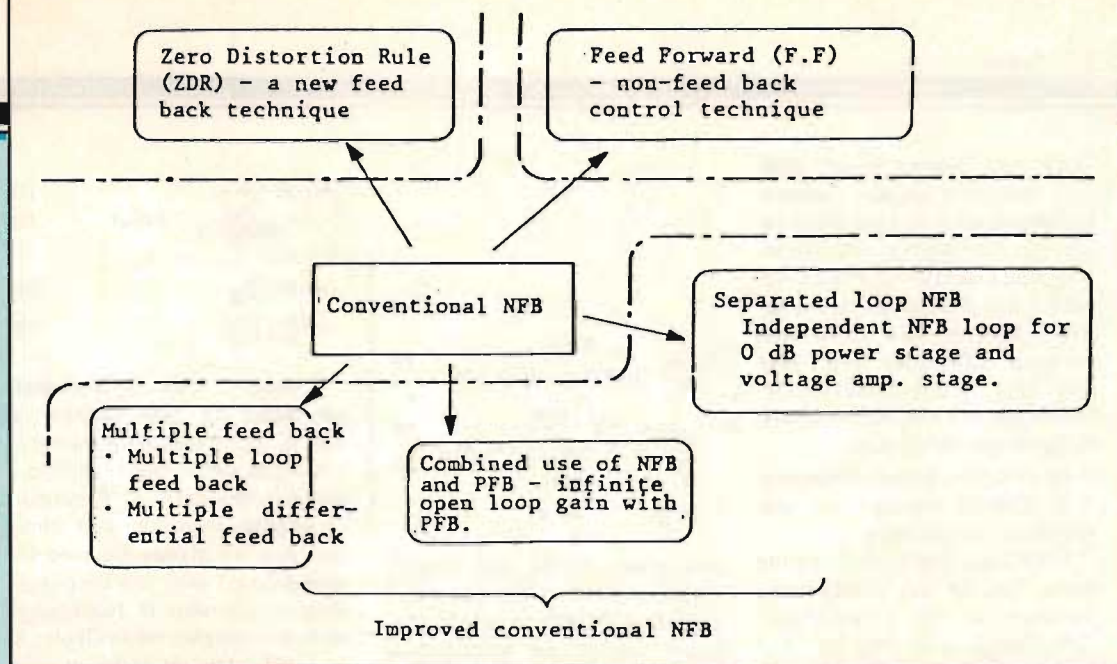 Zero Distortion Rule
(ZDR) – a new feed
back technique
Feed Forward (F.F)
– non-feed back
control technique
Conventional NFB
Separated loop NFB
Independent NFB loop for
0 dB power stage and
voltage amp. stage.
Multiple feed back
• Multiple loop
feed back
• Multiple differ-
ential feed back
Combined use of NFB
and PFB – infinite
open loop gain with
PFB.
Improved conventional NFB